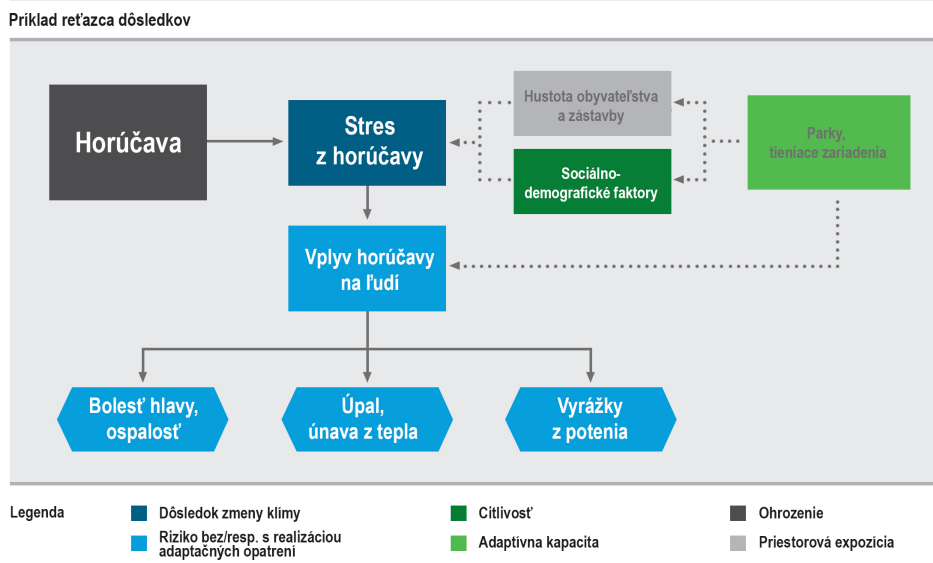 Príklad reťazca dôsledkov
Horúčava
Stres
z horúčavy
Hustota obyvateľstva
a zástavby
Sociálno-
demografické faktory
Parky,
tieniace zariadenia
Vplyv horúčavy
na ľudí
Bolesť hlavy,
ospalosť
Úpal,
únava z tepla
Vyrážky
z potenia
Legenda
Dôsledok zmeny klímy
Riziko bez/resp. s realizáciou
adaptačných opatrení
Citlivosť
Adaptívna kapacita
Ohrozenie
Priestorová expozícia